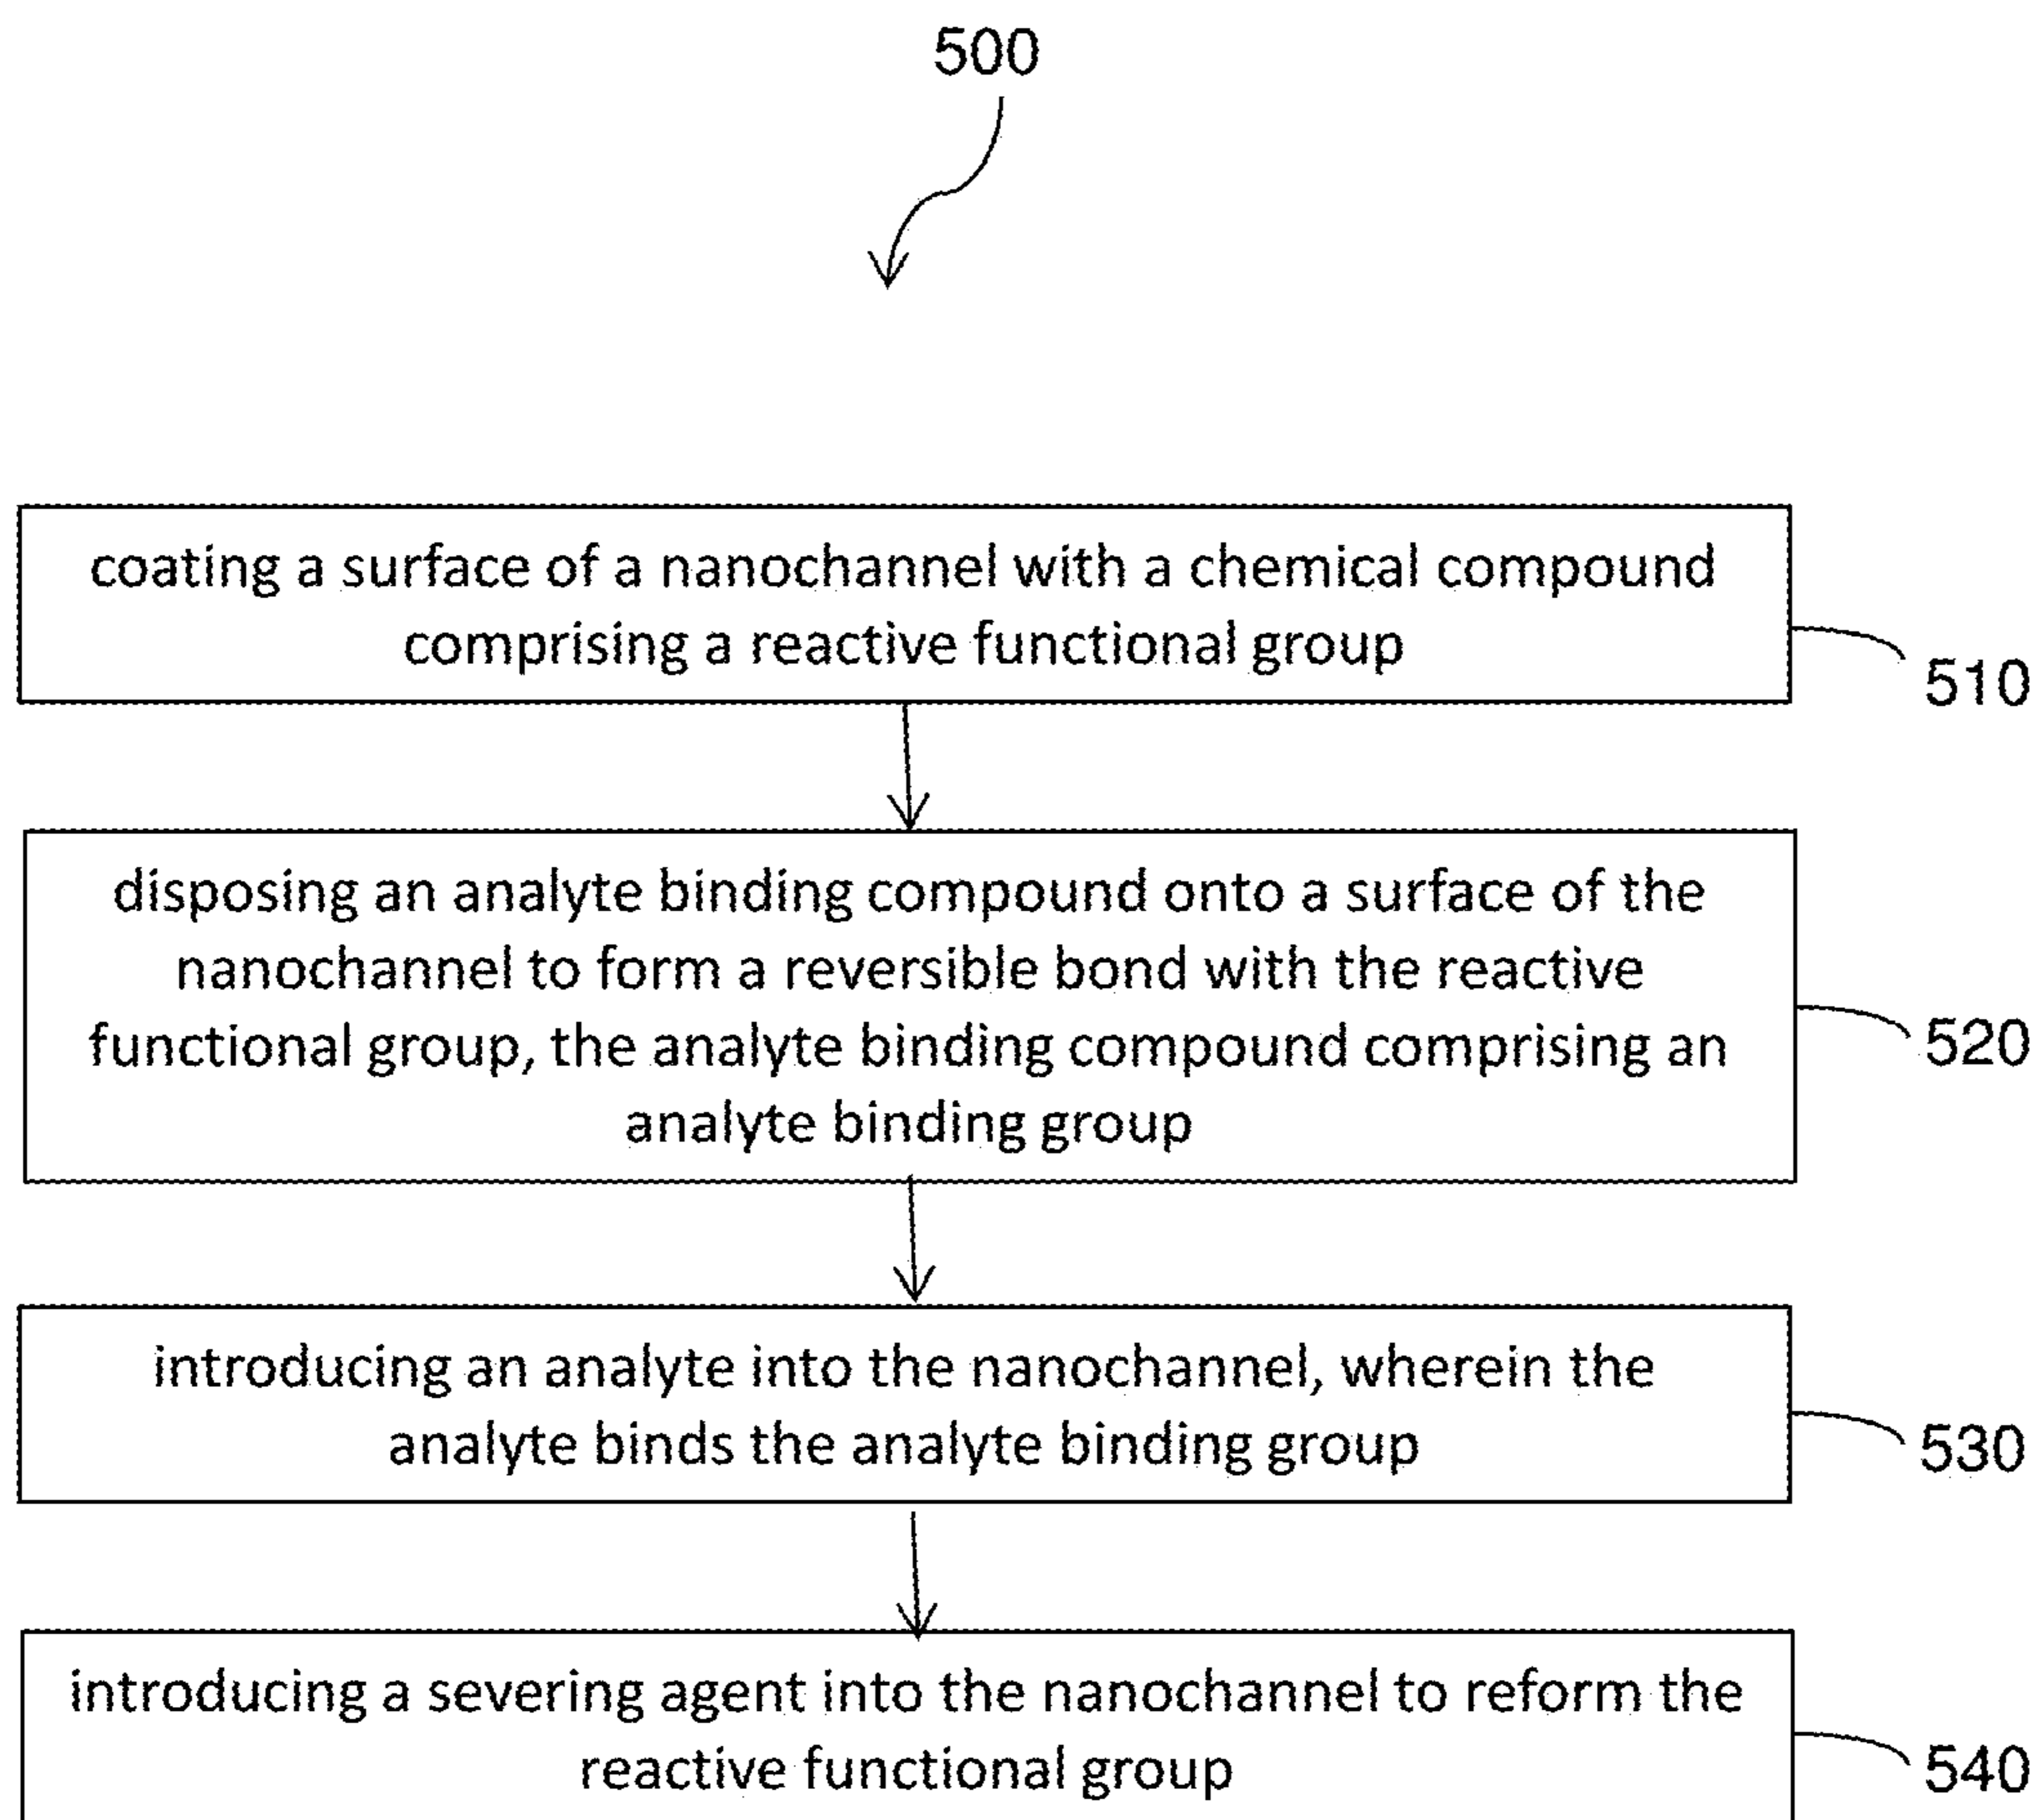 500
coating a surface of a nanochannel with a chemical compound
comprising a reactive functional group
510
disposing an analyte binding compound onto a surface of the
nanochannel to form a reversible bond with the reactive
functional group, the analyte binding compound comprising an
analyte binding group
520
introducing an analyte into the nanochannel, wherein the
analyte binds the analyte binding group
530
introducing a severing agent into the nanochannel to reform the
reactive functional group
540